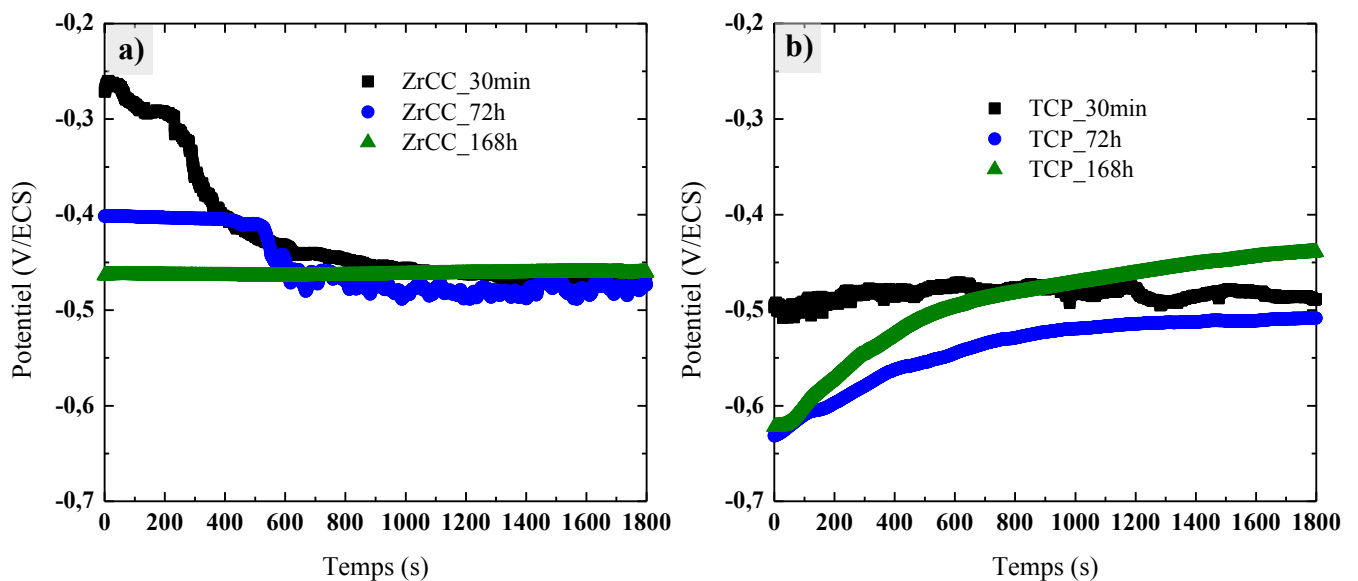 a)
-0,2
-0,3
-0,4
-0,5
-0,6
-0,7
Potentiel (V/ECS)
ZrCC_30min
ZrCC_72h
ZrCC_168h
0 200 400 600 800 1000 1200 1400 1600 1800
Temps (s)
b)
-0,2
-0,3
-0,4
-0,5
-0,6
-0,7
Potentiel (V/ECS)
TCP_30min
TCP_72h
TCP_168h
0 200 400 600 800 1000 1200 1400 1600 1800
Temps (s)